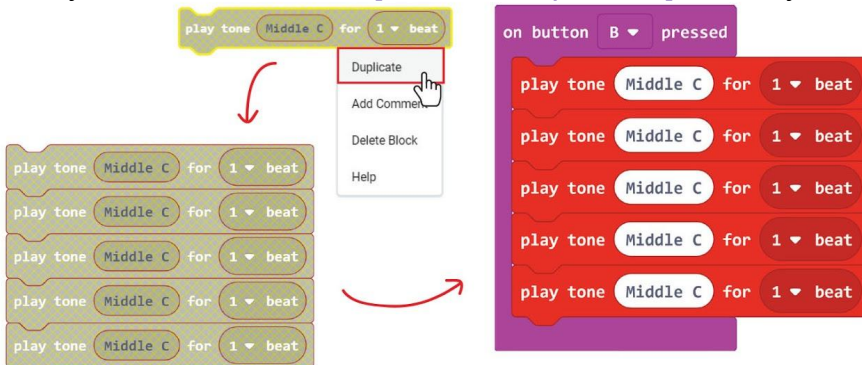 play tone Middle C for 1 beat
Duplicate
Add Comment
Delete Block
Help
play tone Middle C for 1 beat
play tone Middle C for 1 beat
play tone Middle C for 1 beat
play tone Middle C for 1 beat
play tone Middle C for 1 beat
on button B pressed
play tone Middle C for 1 beat
play tone Middle C for 1 beat
play tone Middle C for 1 beat
play tone Middle C for 1 beat
play tone Middle C for 1 beat